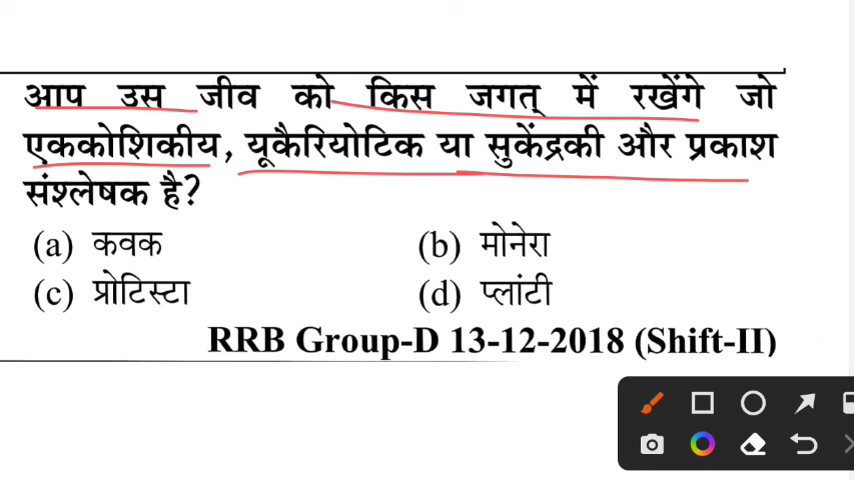 आप उस जीव को किस जगत् में रखेंगे जो
एककोशिकीय, यूकैरियोटिक या सुकेंद्रकी और प्रकाश
संश्लेषक है?
(a) कवक (b) मोनेरा
(c) प्रोटिस्टा (d) प्लांटी
RRB Group-D 13-12-2018 (Shift-II)